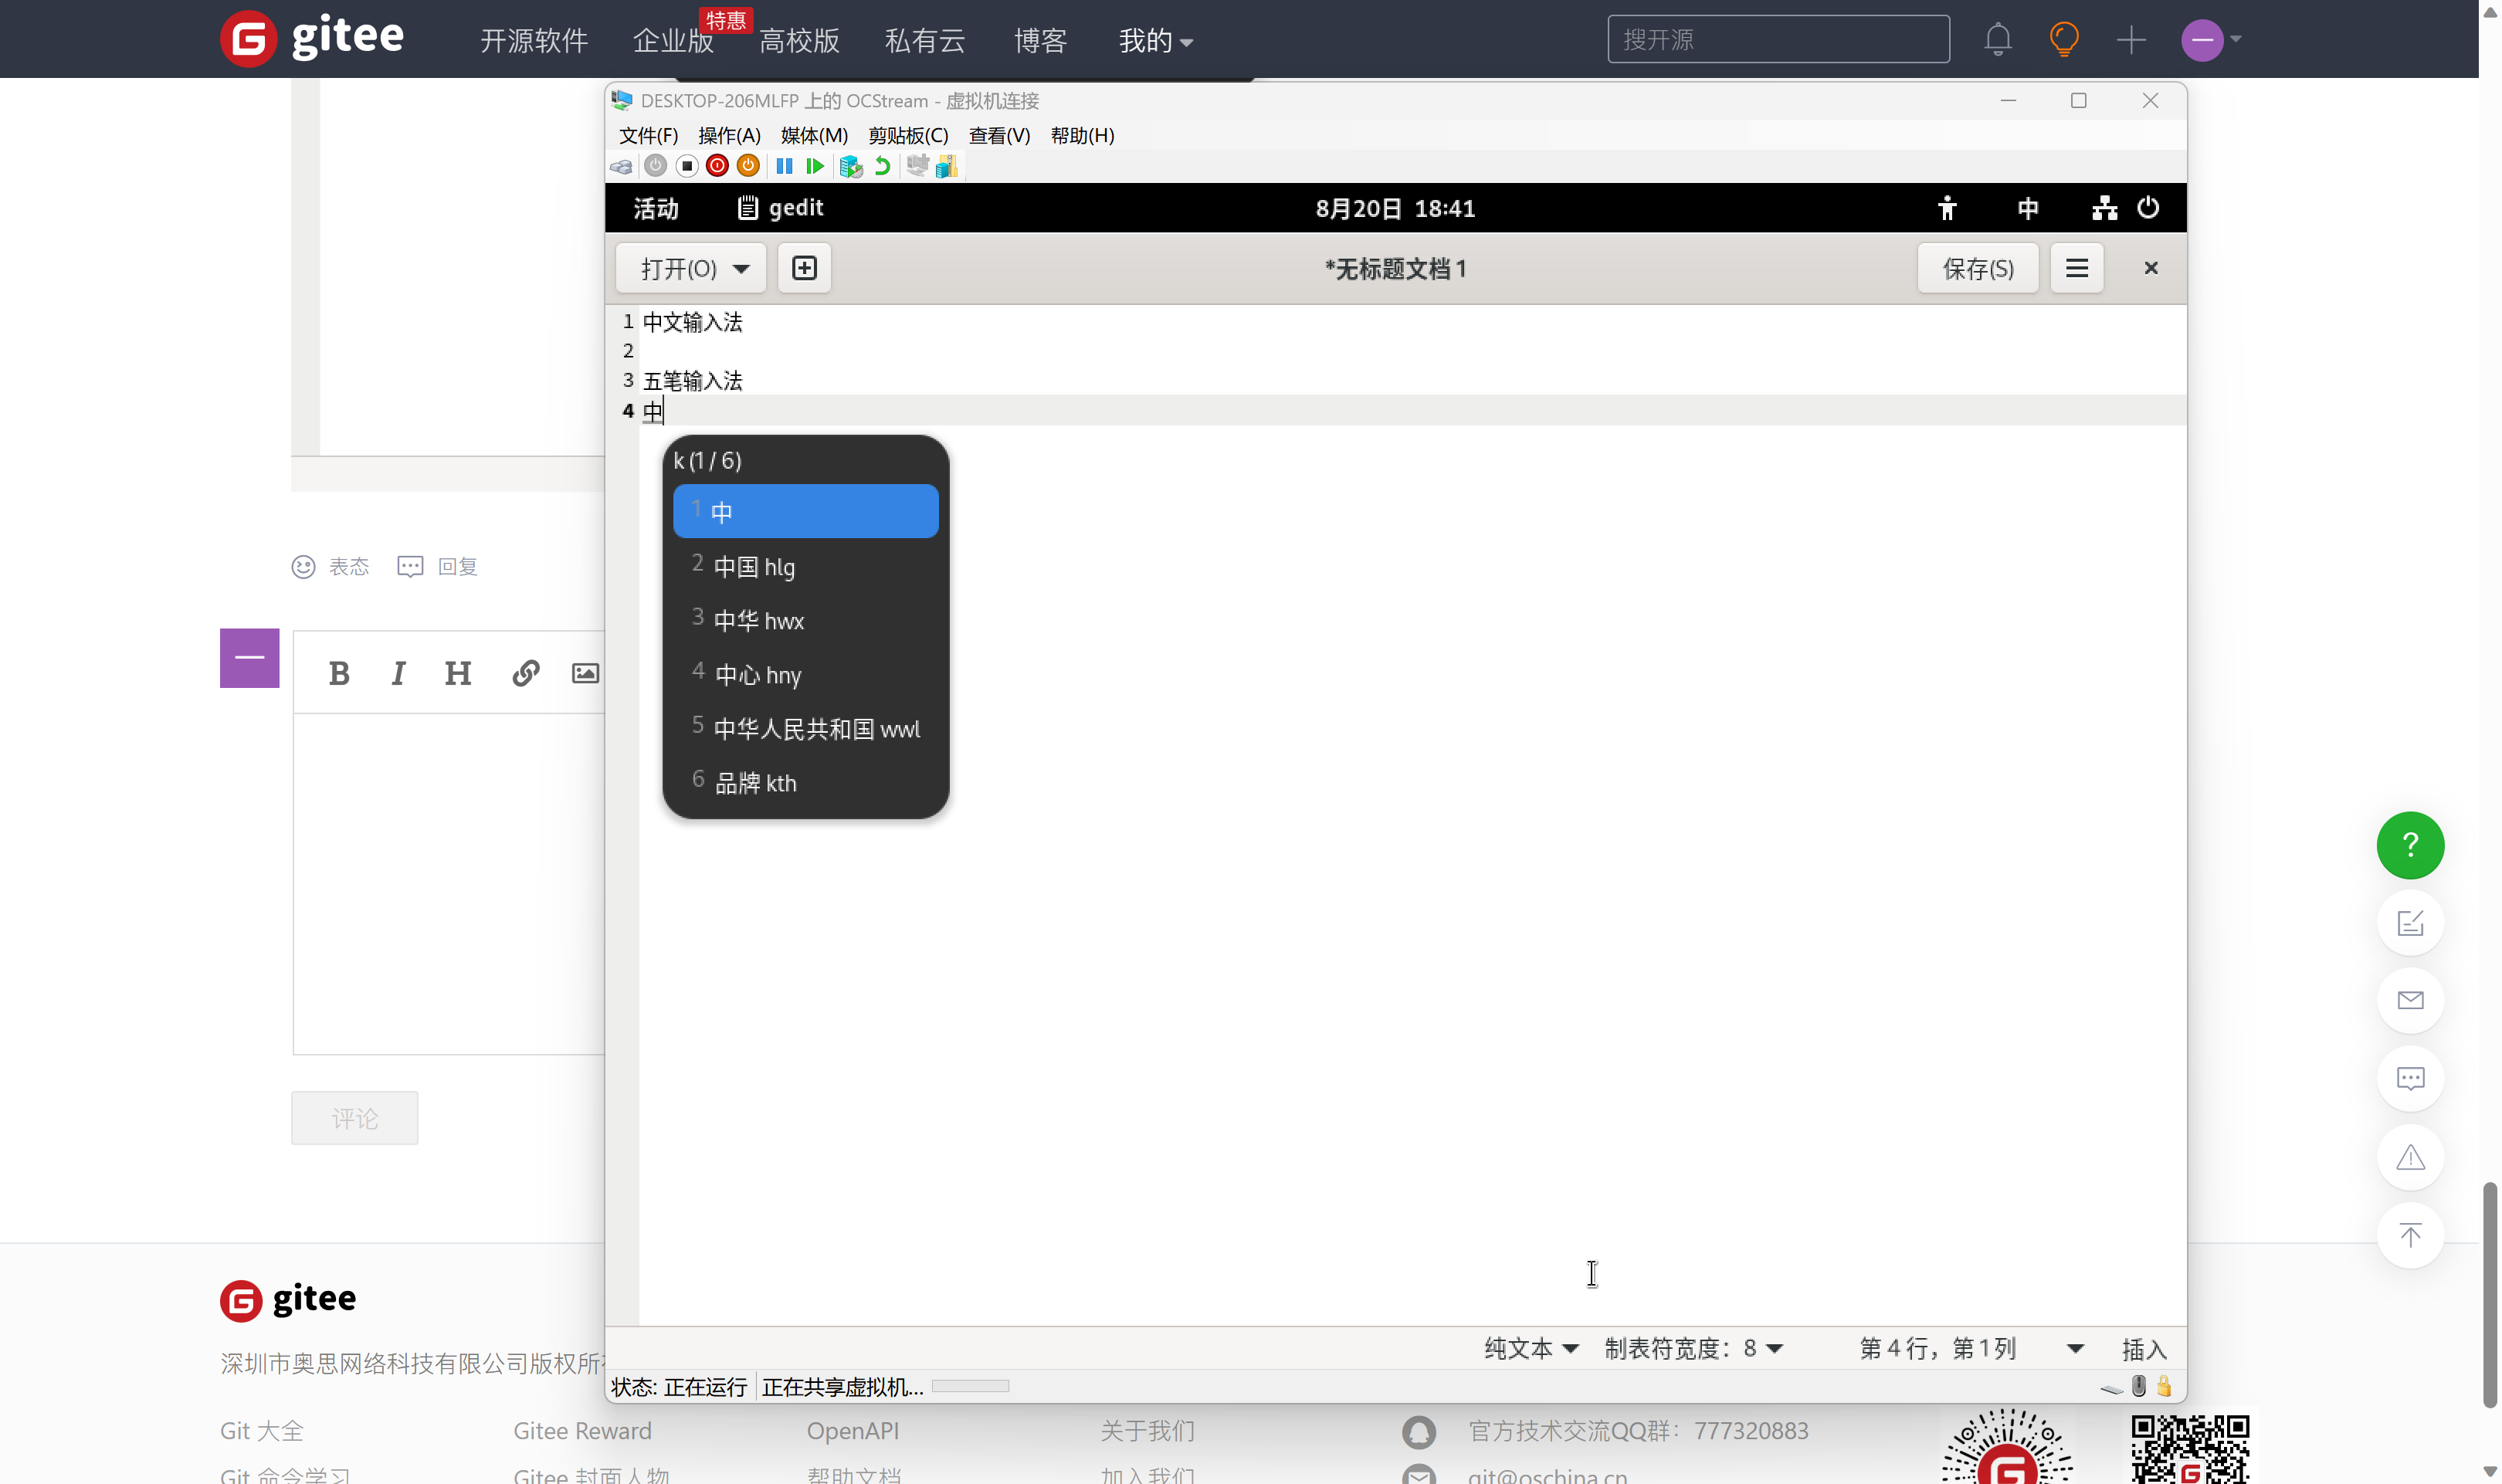 gitee
开源软件 企业版 特惠 高校版 私有云 博客 我的
搜开源
DESKTOP-206MLFP 上的 OCStream - 虚拟机连接
文件(F) 操作(A) 媒体(M) 剪贴板(C) 查看(V) 帮助(H)
活动 gedit 8月20日 18:41 中
打开(O) *无标题文档 1 保存(S)
1 中文输入法
2
3 五笔输入法
4 中
k (1 / 6)
1 中
2 中国 hlg
3 中华 hwx
4 中心 hny
5 中华人民共和国 wwl
6 品牌 kth
表态 回复
B I H
评论
纯文本 制表符宽度：8 第 4 行，第 1 列 插入
状态: 正在运行 正在共享虚拟机...
gitee
深圳市奥思网络科技有限公司版权所
Git 大全 Gitee Reward OpenAPI 关于我们 官方技术交流QQ群：777320883
Git 命令学习 Gitee 封面人物 帮助文档 加入我们 git@oschina.cn